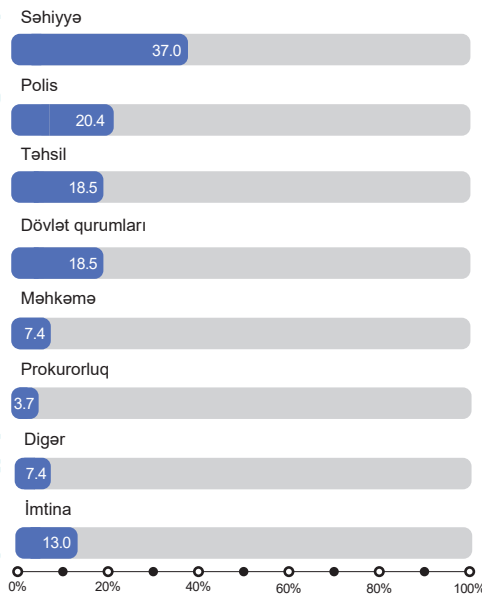 Səhiyyə
37.0
Polis
20.4
Təhsil
18.5
Dövlət qurumları
18.5
Məhkəmə
7.4
Prokurorluq
3.7
Digər
7.4
İmtina
13.0
0% 20% 40% 60% 80% 100%